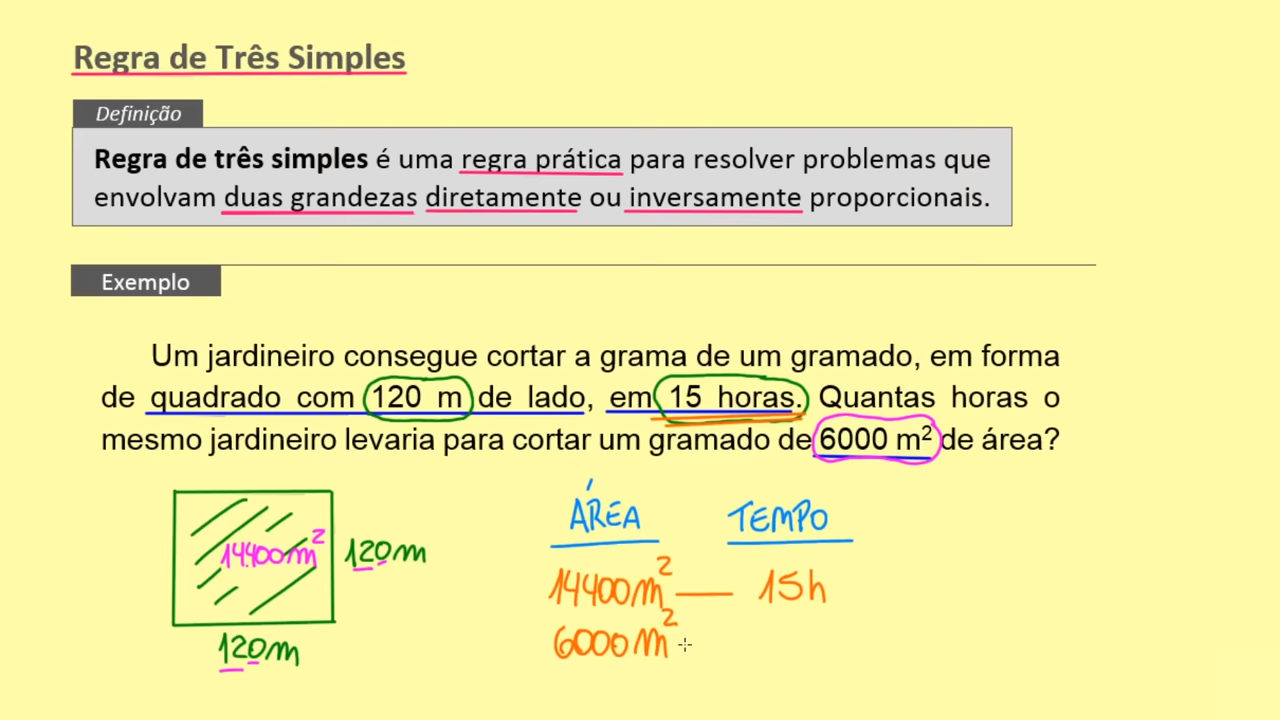 Regra de Três Simples
Definição
Regra de três simples é uma regra prática para resolver problemas que
envolvam duas grandezas diretamente ou inversamente proporcionais.
Exemplo
Um jardineiro consegue cortar a grama de um gramado, em forma
de quadrado com 120 m de lado, em 15 horas. Quantas horas o
mesmo jardineiro levaria para cortar um gramado de 6000 m² de área?
14.400m²
120m
120m
ÁREA TEMPO
14400m² — 15h
6000m²